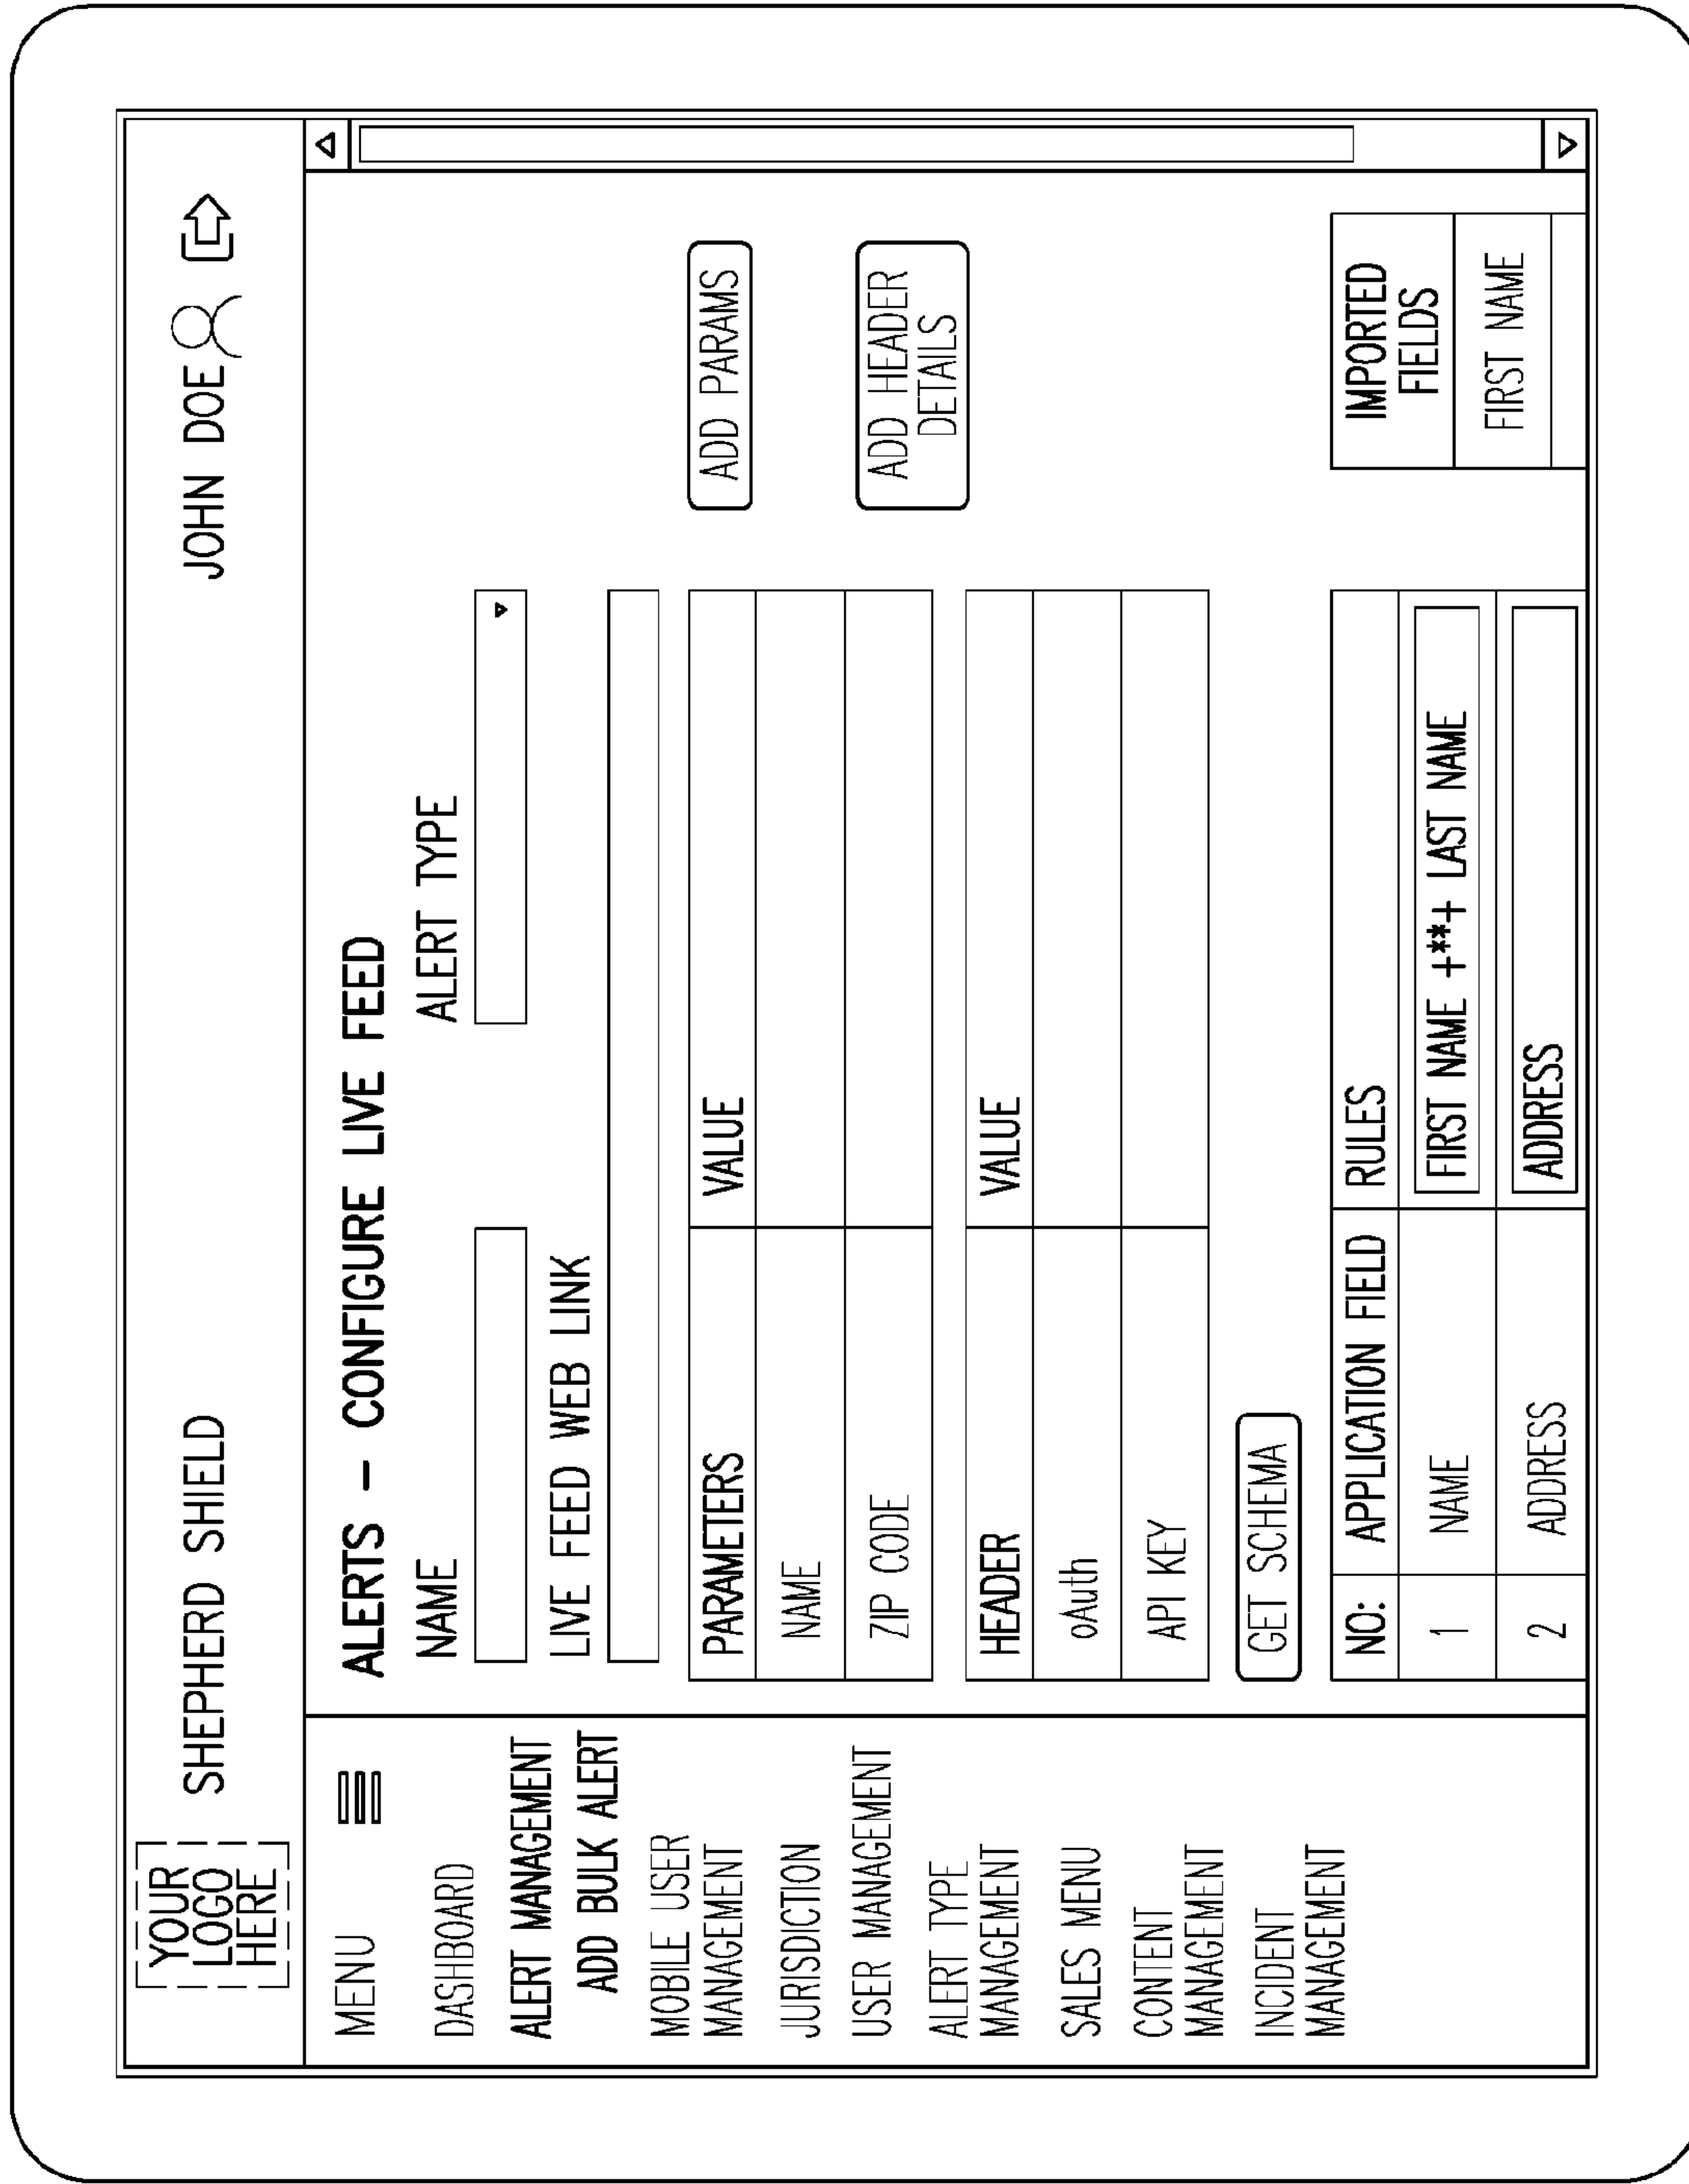 YOUR
LOGO
HERE
SHEPHERD SHIELD
JOHN DOE
MENU
DASHBOARD
ALERT MANAGEMENT
ADD BULK ALERT
MOBILE USER
MANAGEMENT
JURISDICTION
USER MANAGEMENT
ALERT TYPE
MANAGEMENT
SALES MENU
CONTENT
MANAGEMENT
INCIDENT
MANAGEMENT
ALERTS - CONFIGURE LIVE FEED
NAME ALERT TYPE
LIVE FEED WEB LINK
PARAMETERS VALUE
NAME
ZIP CODE
ADD PARAMS
HEADER VALUE
oAuth
API KEY
ADD HEADER
DETAILS
GET SCHEMA
NO: APPLICATION FIELD RULES
1 NAME FIRST NAME +**+ LAST NAME
2 ADDRESS ADDRESS
IMPORTED
FIELDS
FIRST NAME